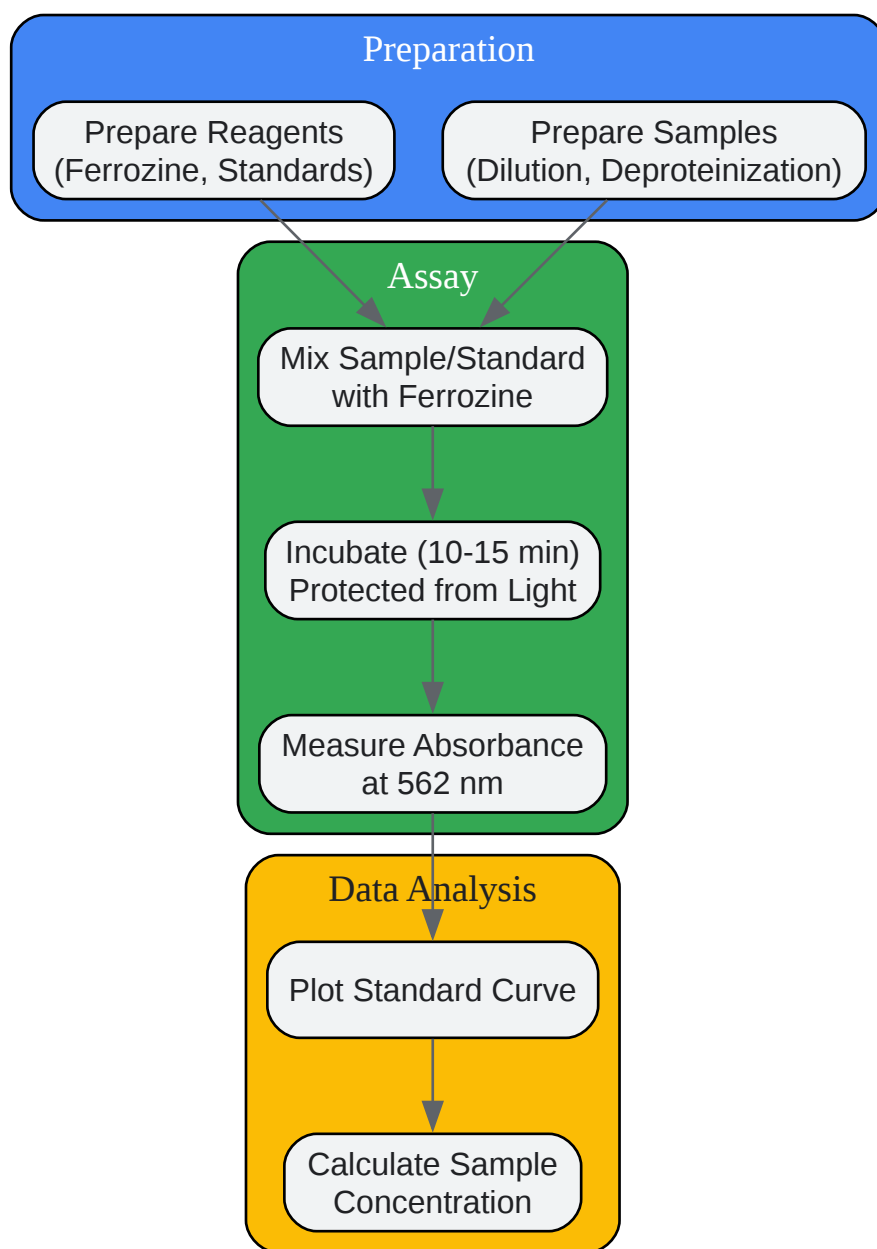 Preparation
Prepare Reagents
(Ferrozine, Standards)
Prepare Samples
(Dilution, Deproteinization)
Assay
Mix Sample/Standard
with Ferrozine
Incubate (10-15 min)
Protected from Light
Measure Absorbance
at 562 nm
Data Analysis
Plot Standard Curve
Calculate Sample
Concentration